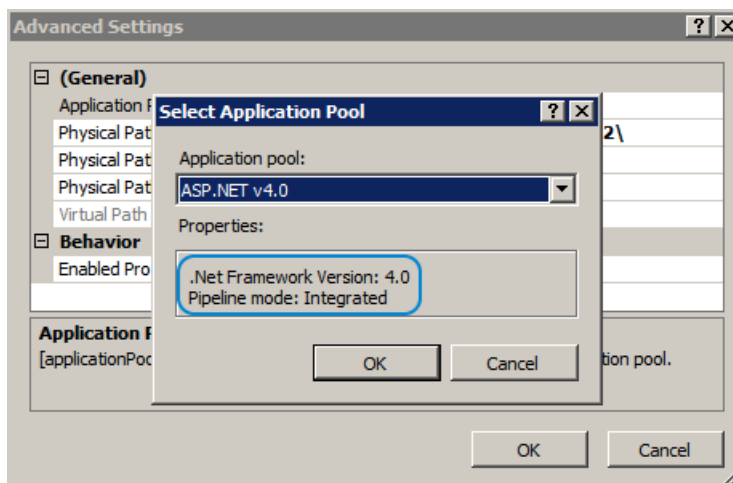 Advanced Settings
(General)
Application P
Select Application Pool
Physical Pat
2\
Physical Pat
Application pool:
Physical Pat
ASP.NET v4.0
Virtual Path
Properties:
Behavior
Enabled Pro
.Net Framework Version: 4.0
Pipeline mode: Integrated
Application P
[applicationPoo
tion pool.
OK
Cancel
OK
Cancel